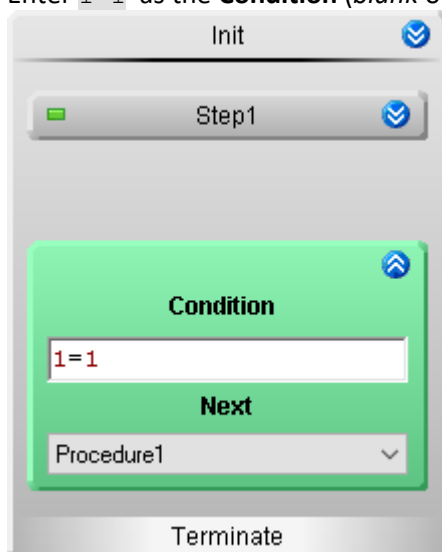 Init
Step1
Condition
1=1
Next
Procedure1
Terminate